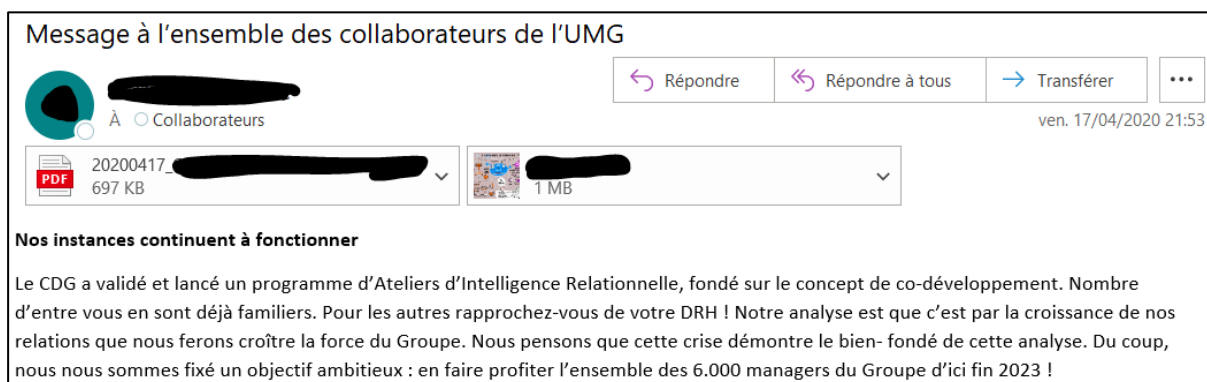 Message à l'ensemble des collaborateurs de l'UMG
Répondre
Répondre à tous
Transférer
À Collaborateurs
ven. 17/04/2020 21:53
PDF
20200417_
697 KB
1 MB
Nos instances continuent à fonctionner
Le CDG a validé et lancé un programme d'Ateliers d'Intelligence Relationnelle, fondé sur le concept de co-développement. Nombre
d'entre vous en sont déjà familiers. Pour les autres rapprochez-vous de votre DRH ! Notre analyse est que c'est par la croissance de nos
relations que nous ferons croître la force du Groupe. Nous pensons que cette crise démontre le bien- fondé de cette analyse. Du coup,
nous nous sommes fixé un objectif ambitieux : en faire profiter l'ensemble des 6.000 managers du Groupe d'ici fin 2023 !